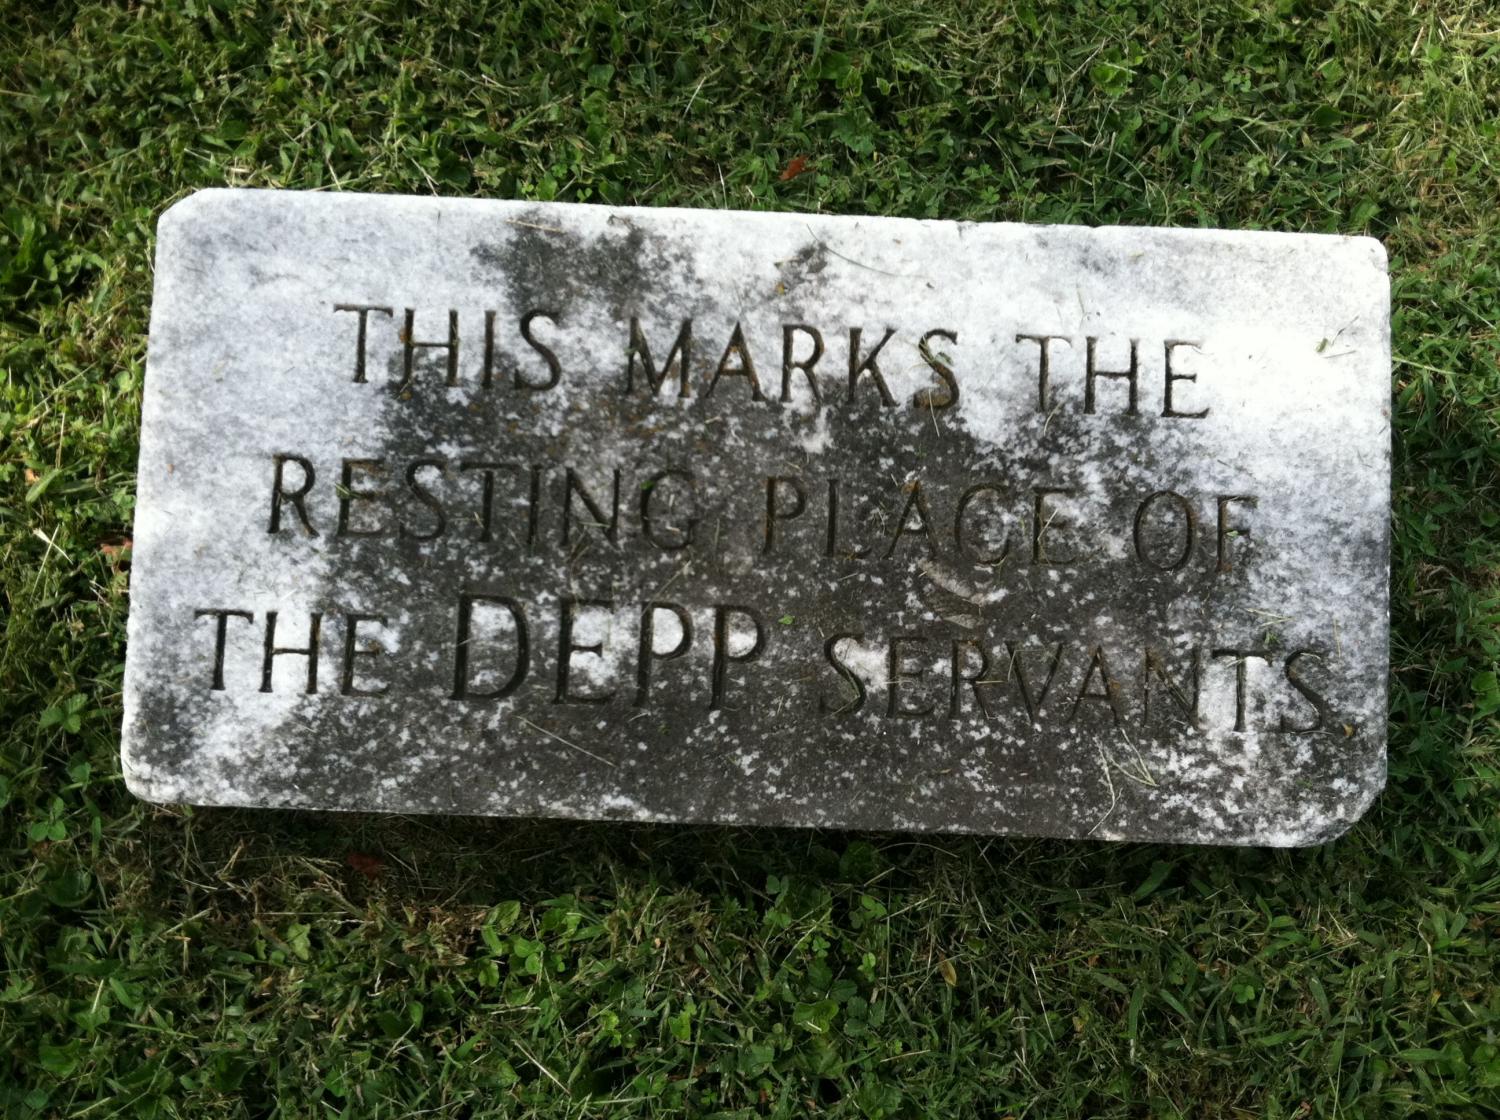 THIS MARKS THE
RESTING PLACE OF
THE DEPP SERVANTS.